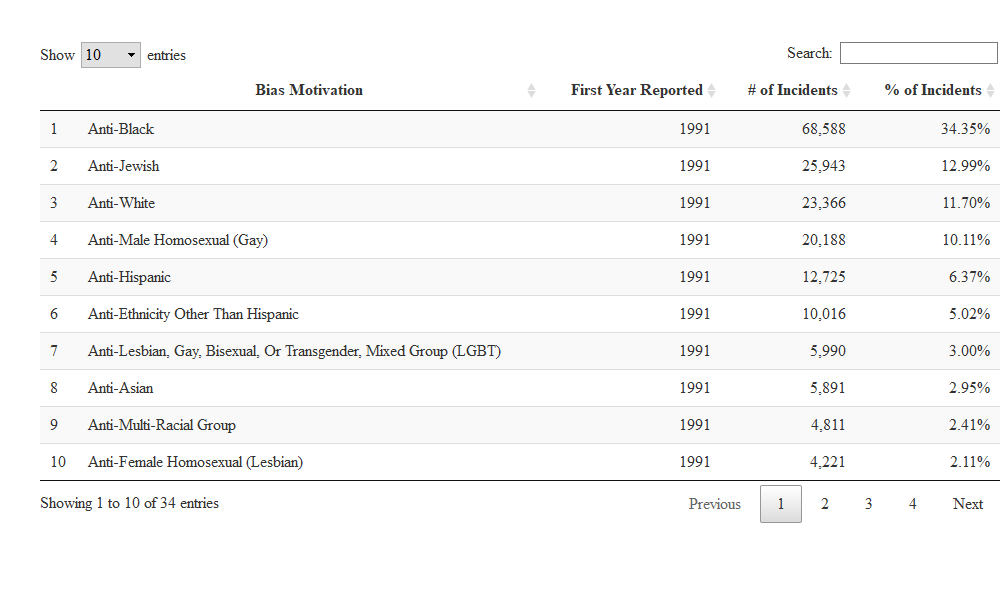 Show 10 entries Search:
Bias Motivation First Year Reported # of Incidents % of Incidents
1 Anti-Black 1991 68,588 34.35%
2 Anti-Jewish 1991 25,943 12.99%
3 Anti-White 1991 23,366 11.70%
4 Anti-Male Homosexual (Gay) 1991 20,188 10.11%
5 Anti-Hispanic 1991 12,725 6.37%
6 Anti-Ethnicity Other Than Hispanic 1991 10,016 5.02%
7 Anti-Lesbian, Gay, Bisexual, Or Transgender, Mixed Group (LGBT) 1991 5,990 3.00%
8 Anti-Asian 1991 5,891 2.95%
9 Anti-Multi-Racial Group 1991 4,811 2.41%
10 Anti-Female Homosexual (Lesbian) 1991 4,221 2.11%
Showing 1 to 10 of 34 entries Previous 1 2 3 4 Next